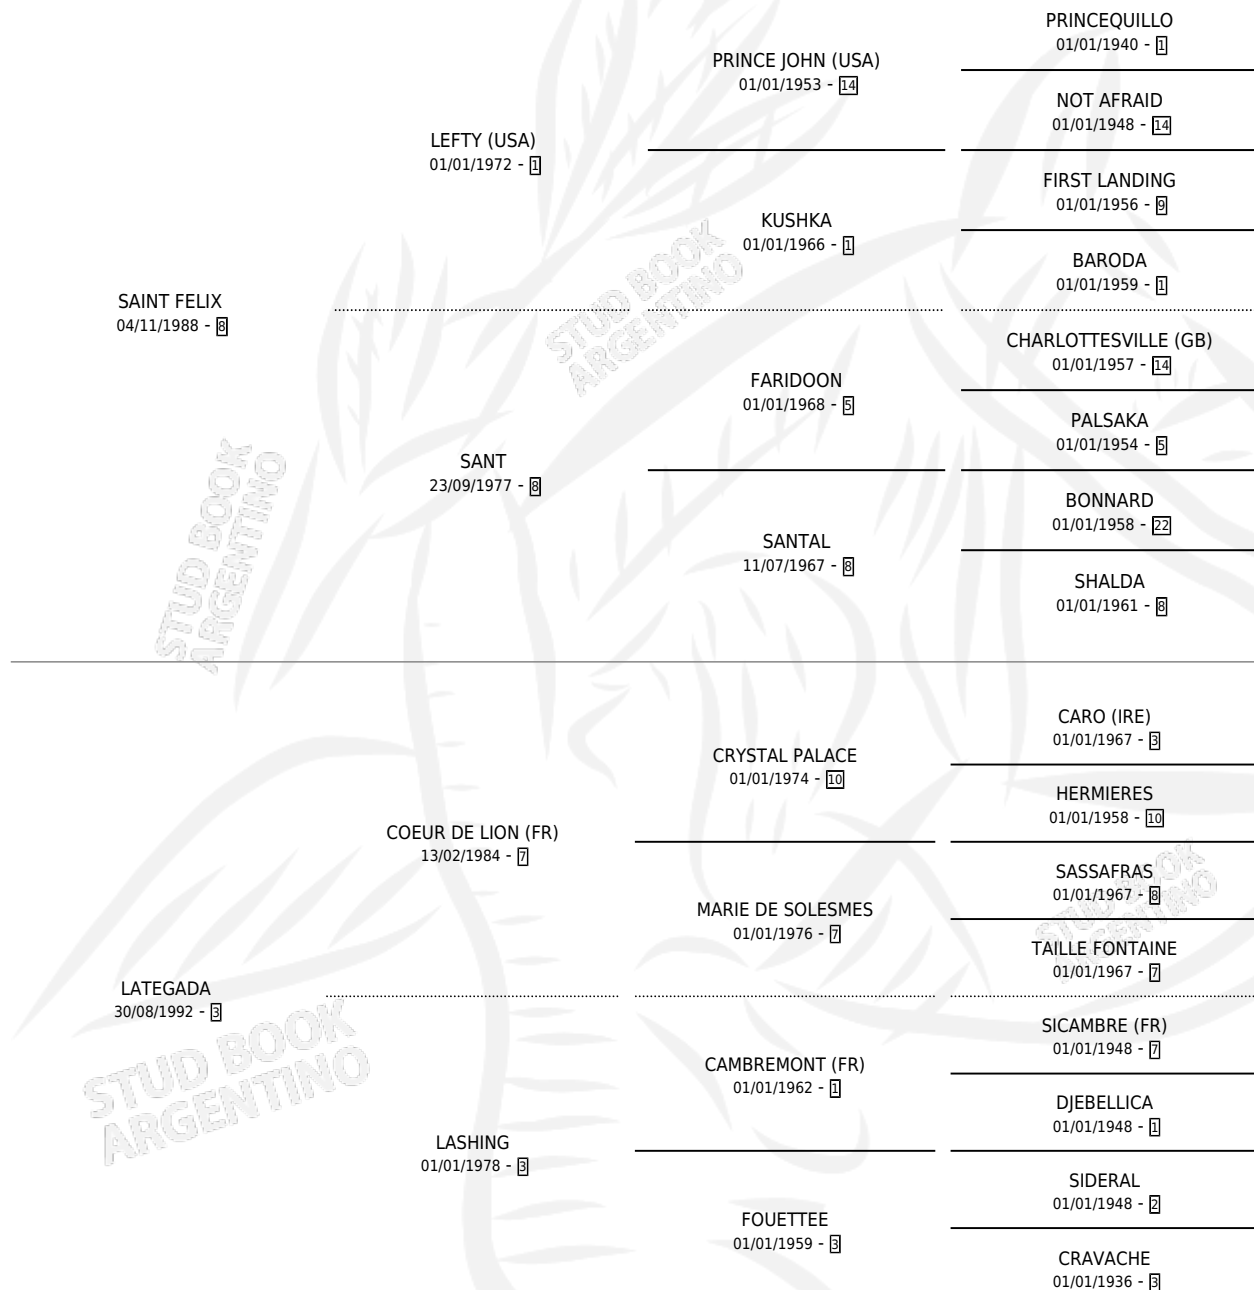 PRINCEQUILLO
01/01/1940 - 1
PRINCE JOHN (USA)
01/01/1953 - 14
NOT AFRAID
01/01/1948 - 14
LEFTY (USA)
01/01/1972 - 1
FIRST LANDING
01/01/1956 - 9
KUSHKA
01/01/1966 - 1
BARODA
01/01/1959 - 1
SAINT FELIX
04/11/1988 - 8
STUD BOOK
ARGENTINO
CHARLOTTESVILLE (GB)
01/01/1957 - 14
FARIDOON
01/01/1968 - 5
PALSAKA
01/01/1954 - 5
SANT
23/09/1977 - 8
BONNARD
01/01/1958 - 22
SANTAL
11/07/1967 - 8
SHALDA
01/01/1961 - 8
STUD BOOK
ARGENTINO
CARO (IRE)
01/01/1967 - 3
CRYSTAL PALACE
01/01/1974 - 10
HERMIERES
01/01/1958 - 10
COEUR DE LION (FR)
13/02/1984 - 7
SASSAFRAS
01/01/1967 - 8
MARIE DE SOLESMES
01/01/1976 - 7
STUD BOOK
ARGENTINO
TAILLE FONTAINE
01/01/1967 - 7
LATEGADA
30/08/1992 - 3
STUD BOOK
ARGENTINO
SICAMBRE (FR)
01/01/1948 - 7
CAMBREMONT (FR)
01/01/1962 - 1
DJEBELLICA
01/01/1948 - 1
LASHING
01/01/1978 - 3
SIDERAL
01/01/1948 - 2
FOUETTEE
01/01/1959 - 3
CRAVACHE
01/01/1936 - 3